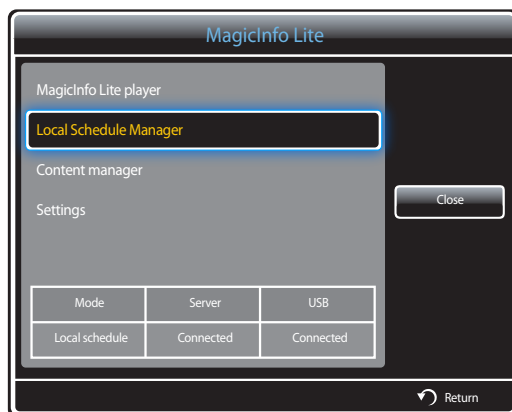 MagicInfo Lite
MagicInfo Lite player
Local Schedule Manager
Content manager
Settings
Close
Mode Server USB
Local schedule Connected Connected
Return